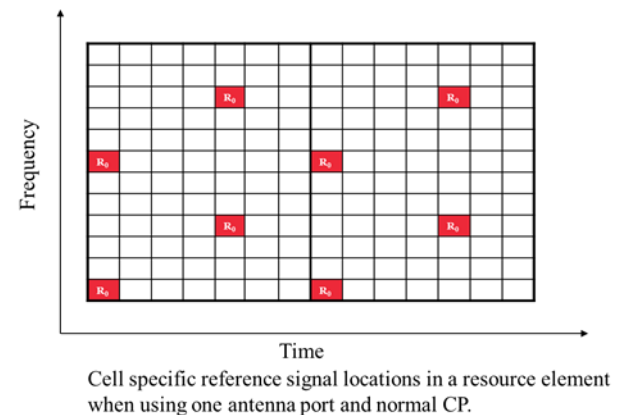 Frequency
R₀ R₀
R₀ R₀
R₀ R₀
R₀ R₀
Time
Cell specific reference signal locations in a resource element
when using one antenna port and normal CP.